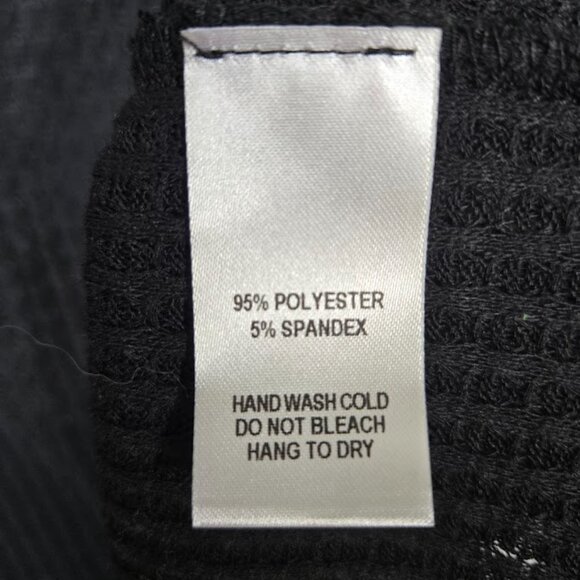 95% POLYESTER
5% SPANDEX
HAND WASH COLD
DO NOT BLEACH
HANG TO DRY